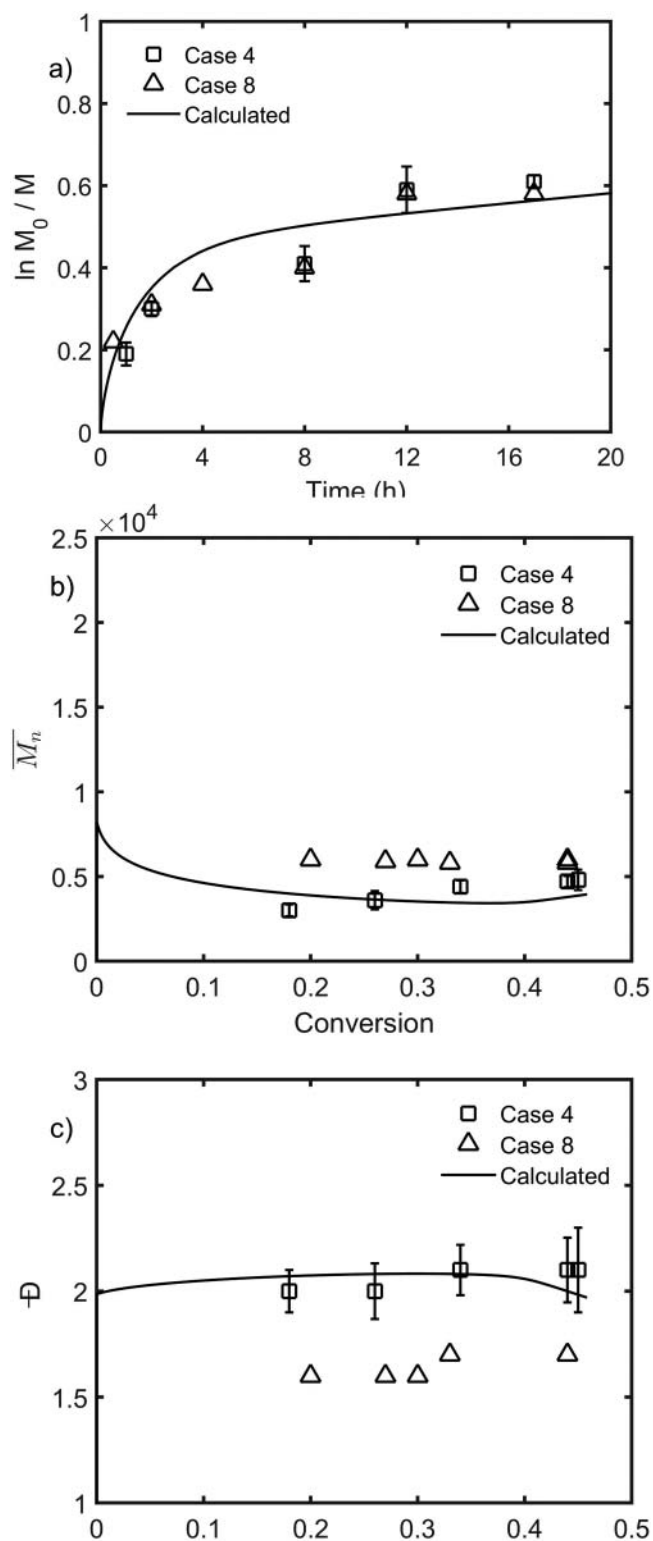 a)
Case 4
Case 8
Calculated
1
0.8
0.6
0.4
0.2
0
ln M0 / M
0 4 8 12 16 20
Time (h)
×10^4
b)
Case 4
Case 8
Calculated
2.5
2
1.5
1
0.5
0
Mn
0 0.1 0.2 0.3 0.4 0.5
Conversion
c)
Case 4
Case 8
Calculated
3
2.5
2
1.5
1
Đ
0 0.1 0.2 0.3 0.4 0.5